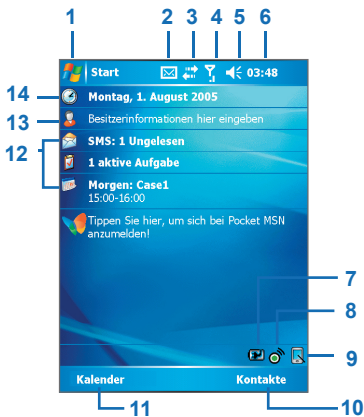 1 2 3 4 5 6
Start 03:48
14 Montag, 1. August 2005
13 Besitzerinformationen hier eingeben
12 SMS: 1 Ungelesen
1 aktive Aufgabe
Morgen: Case1
15:00-16:00
Tippen Sie hier, um sich bei Pocket MSN
anzumelden!
7
8
9
Kalender Kontakte
11 10